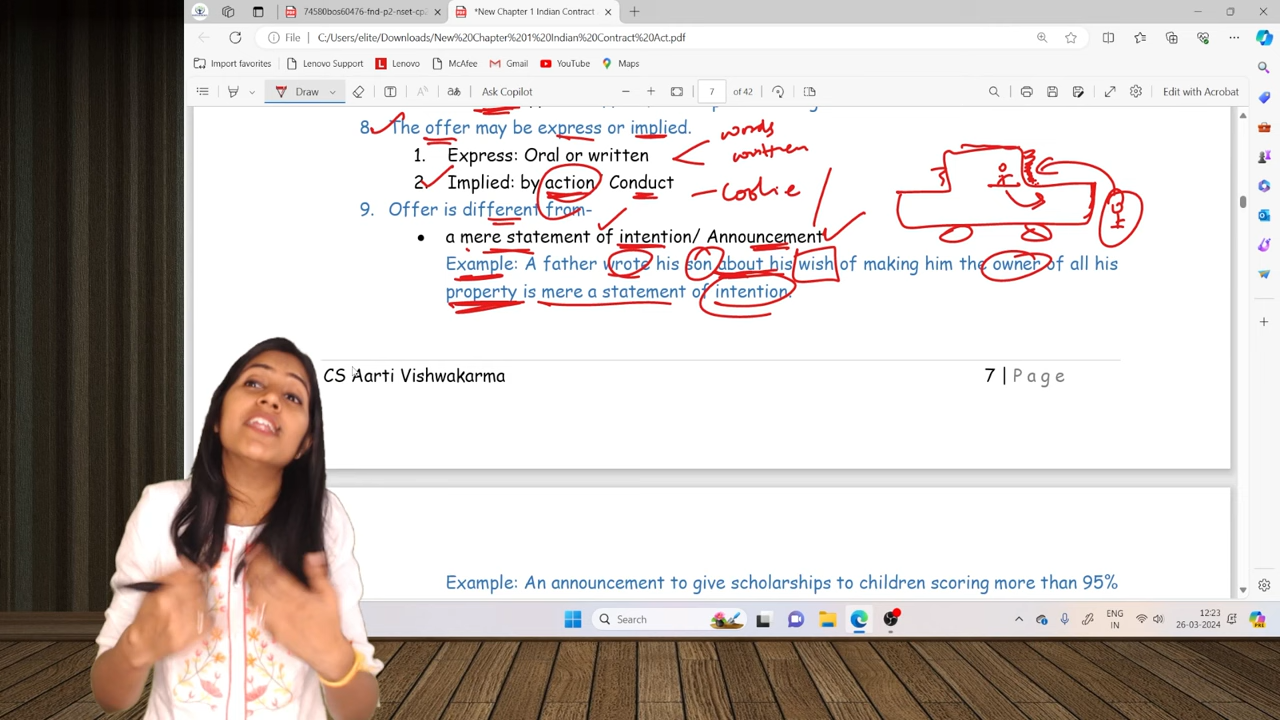 74580bos60476-fnd-p2-nset-cp2
*New Chapter 1 Indian Contract
File
C:/Users/elite/Downloads/New%20Chapter%201%20Indian%20Contract%20Act.pdf
Import favorites
Lenovo Support
Lenovo
McAfee
Gmail
YouTube
Maps
Draw
Ask Copilot
7 of 42
Edit with Acrobat
8. The offer may be express or implied.
words
1. Express: Oral or written
written
2. Implied: by action Conduct
- Coolie
9. Offer is different from-
• a mere statement of intention/ Announcement
Example: A father wrote his son about his wish of making him the owner of all his
property is mere a statement of intention.
CS Aarti Vishwakarma
7 | Page
Example: An announcement to give scholarships to children scoring more than 95%
Search
ENG
IN
12:23
26-03-2024